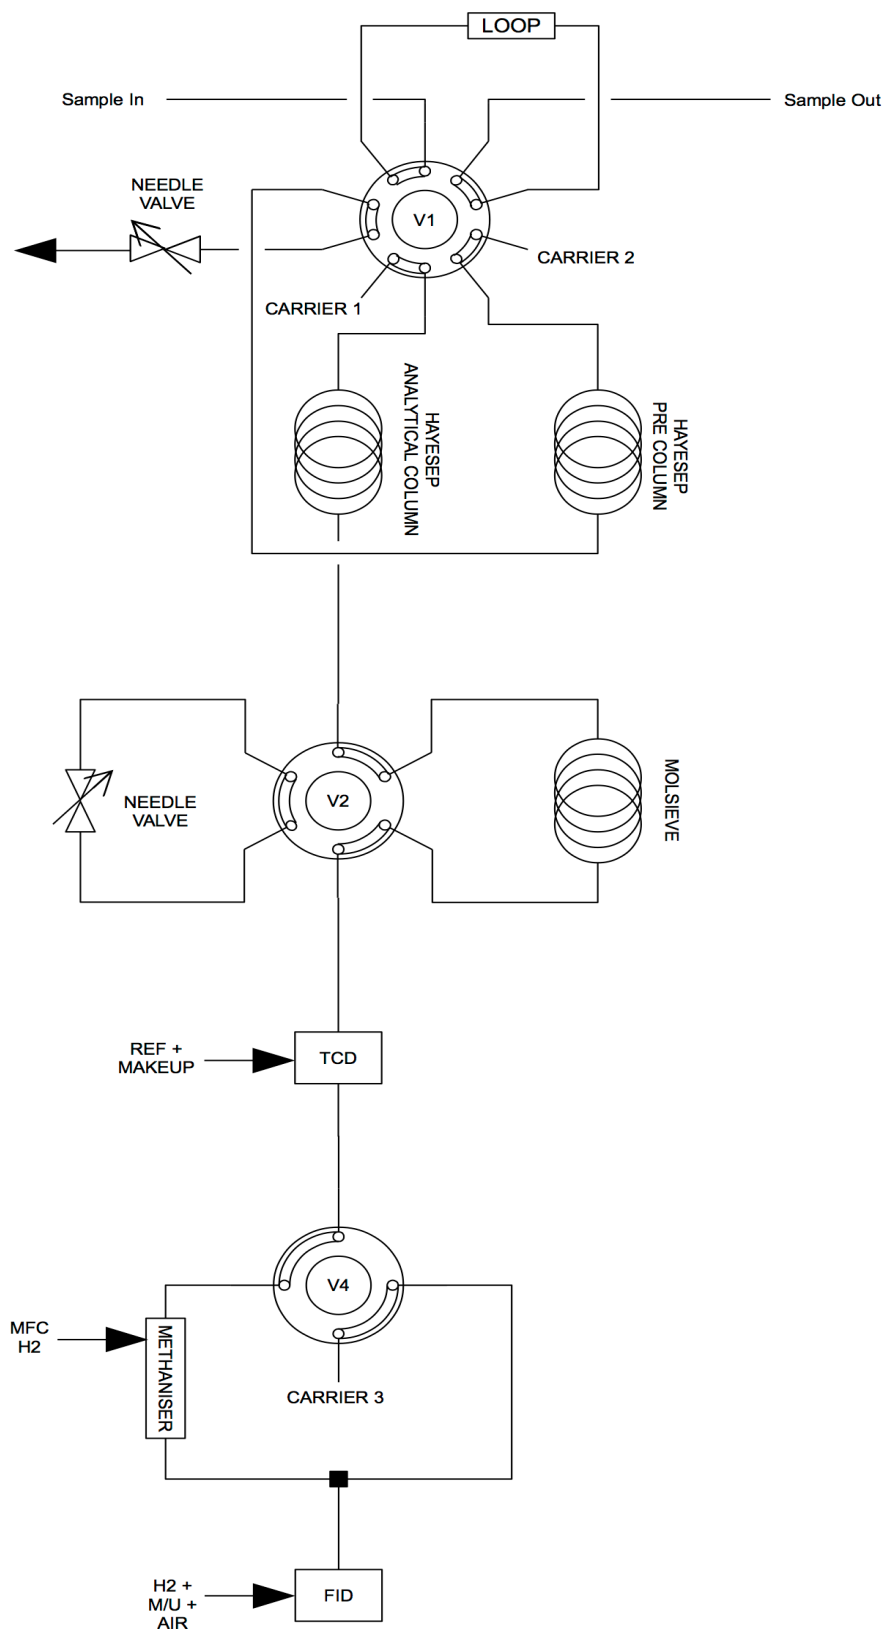 LOOP
Sample In
Sample Out
NEEDLE
VALVE
V1
CARRIER 2
CARRIER 1
HAYESEP
ANALYTICAL COLUMN
HAYESEP
PRE COLUMN
V2
NEEDLE
VALVE
MOLSIEVE
REF +
MAKEUP
TCD
V4
MFC
H2
METHANISER
CARRIER 3
H2 +
M/U +
AIR
FID